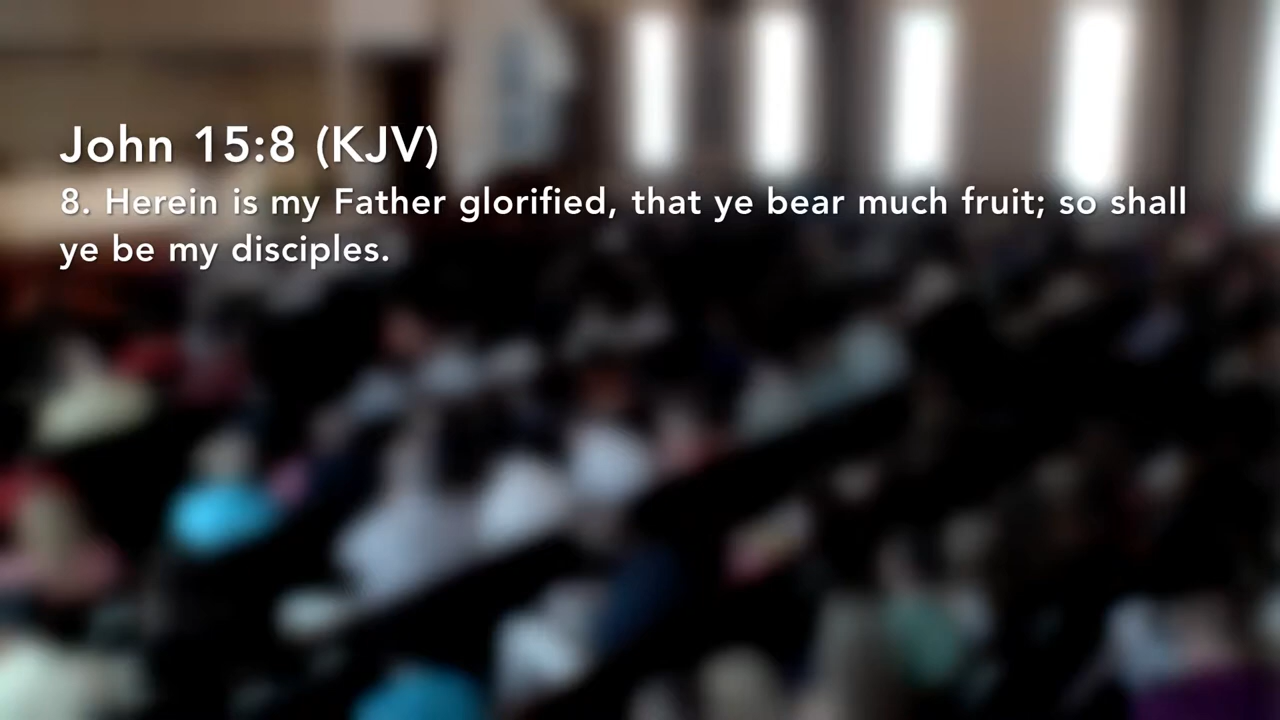 John 15:8 (KJV)
8. Herein is my Father glorified, that ye bear much fruit; so shall
ye be my disciples.